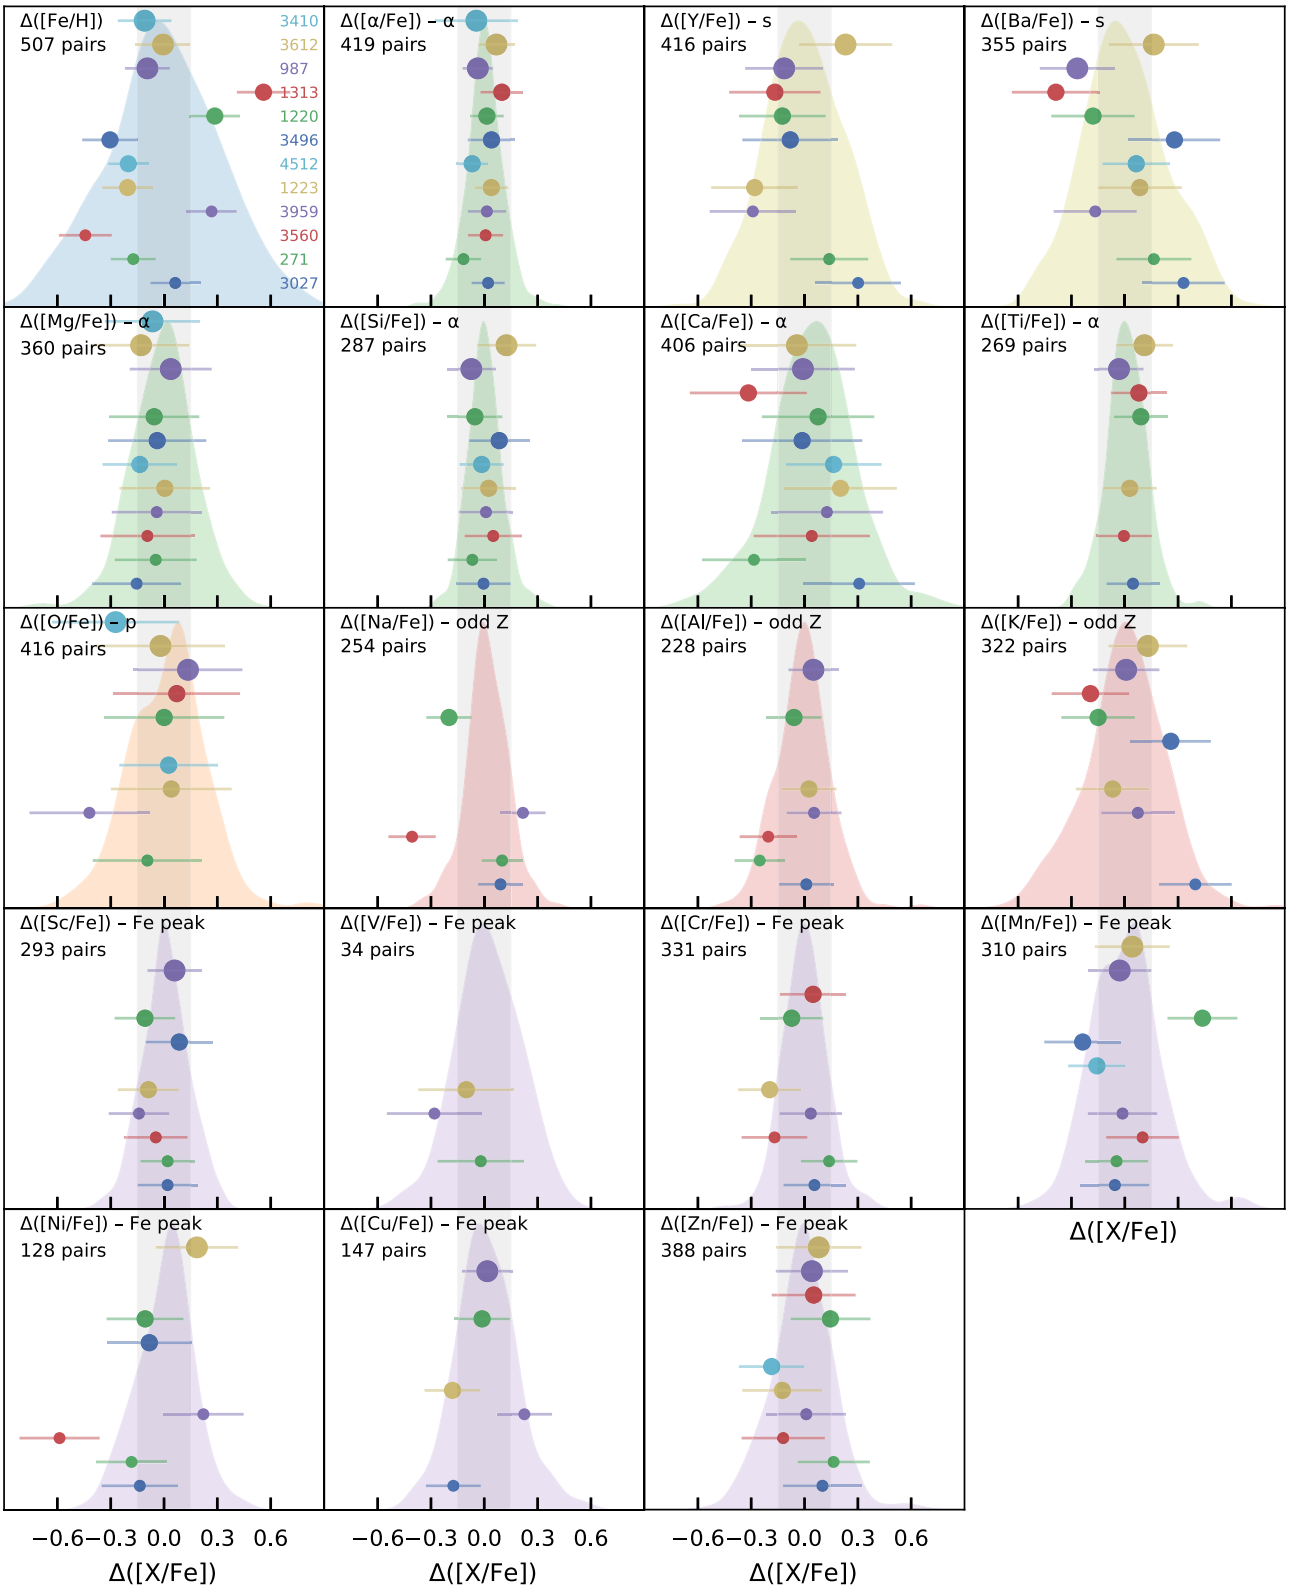 Δ([Fe/H])
507 pairs
3410
3612
987
1313
1220
3496
4512
1223
3959
3560
271
3027
Δ([α/Fe]) – α
419 pairs
Δ([Y/Fe]) – s
416 pairs
Δ([Ba/Fe]) – s
355 pairs
Δ([Mg/Fe]) – α
360 pairs
Δ([Si/Fe]) – α
287 pairs
Δ([Ca/Fe]) – α
406 pairs
Δ([Ti/Fe]) – α
269 pairs
Δ([O/Fe]) – p
416 pairs
Δ([Na/Fe]) – odd Z
254 pairs
Δ([Al/Fe]) – odd Z
228 pairs
Δ([K/Fe]) – odd Z
322 pairs
Δ([Sc/Fe]) – Fe peak
293 pairs
Δ([V/Fe]) – Fe peak
34 pairs
Δ([Cr/Fe]) – Fe peak
331 pairs
Δ([Mn/Fe]) – Fe peak
310 pairs
Δ([Ni/Fe]) – Fe peak
128 pairs
Δ([Cu/Fe]) – Fe peak
147 pairs
Δ([Zn/Fe]) – Fe peak
388 pairs
Δ([X/Fe])
−0.6 −0.3 0.0 0.3 0.6
−0.6 −0.3 0.0 0.3 0.6
−0.6 −0.3 0.0 0.3 0.6
Δ([X/Fe])
Δ([X/Fe])
Δ([X/Fe])